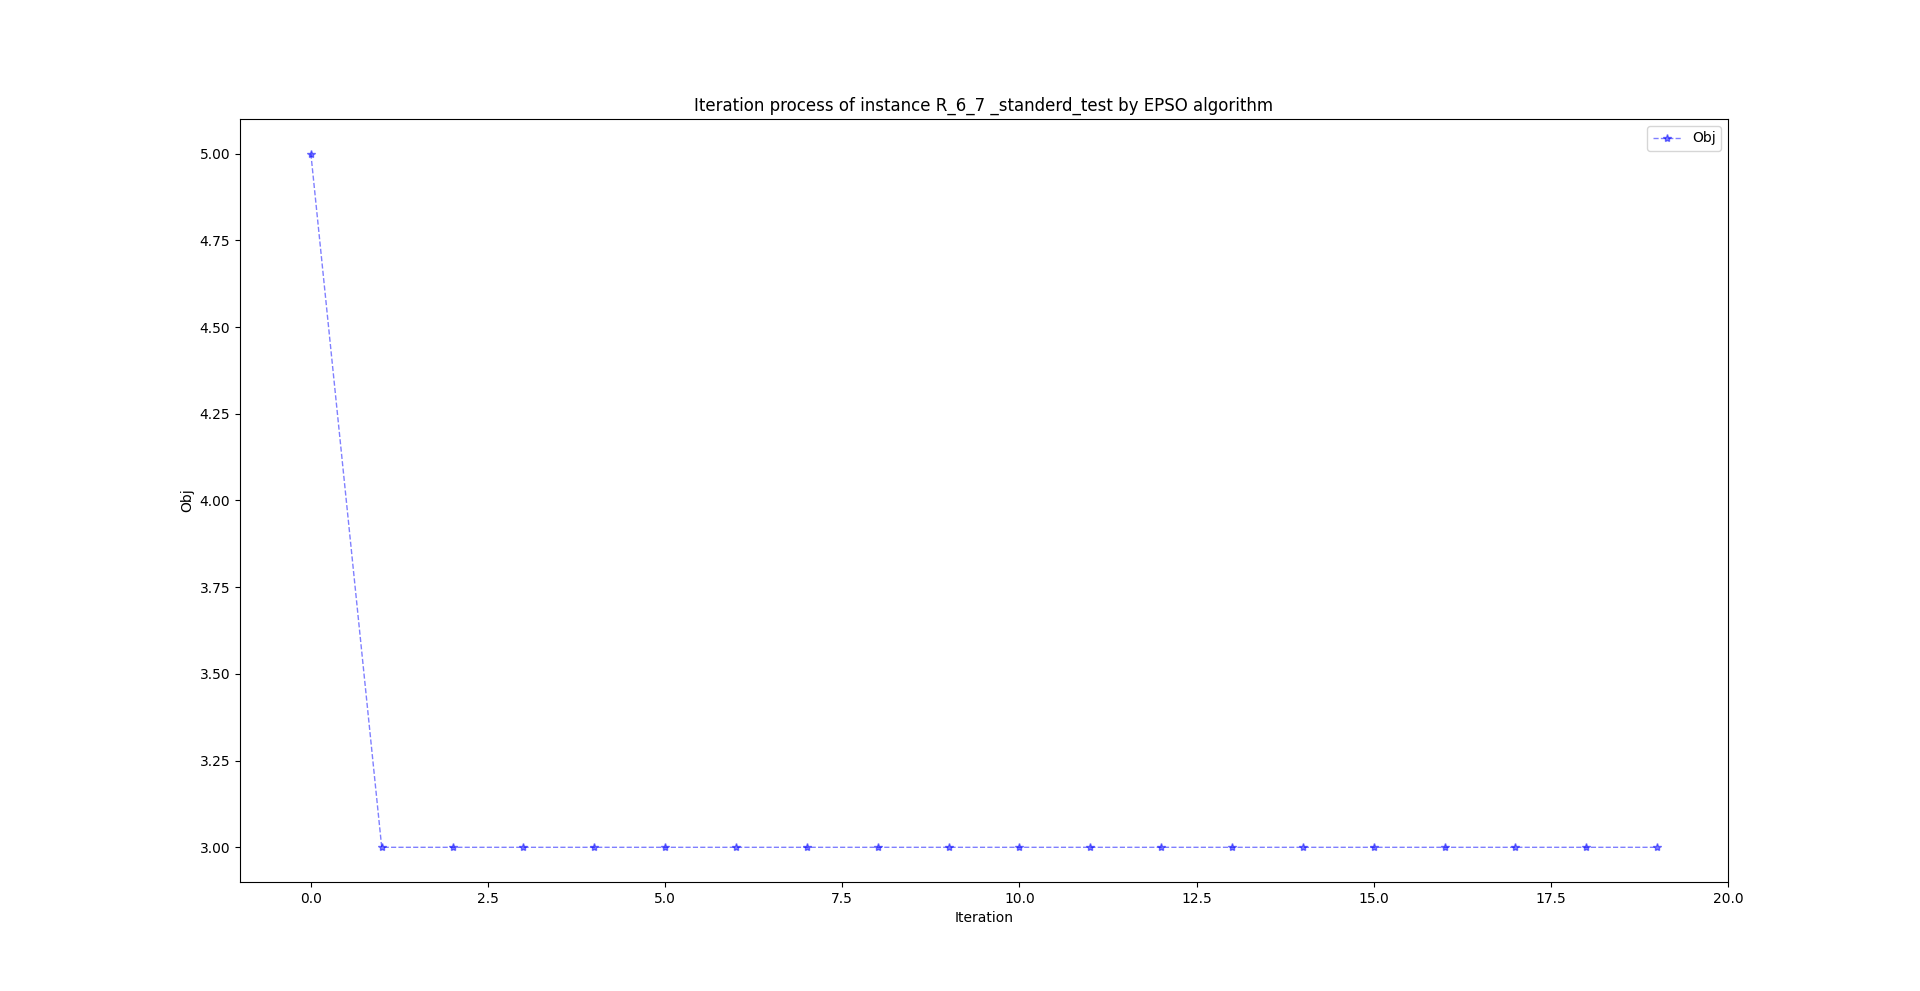 Iteration process of instance R_6_7 _standerd_test by EPSO algorithm
Obj
5.00
4.75
4.50
4.25
4.00
3.75
3.50
3.25
3.00
Obj
0.0 2.5 5.0 7.5 10.0 12.5 15.0 17.5 20.0
Iteration